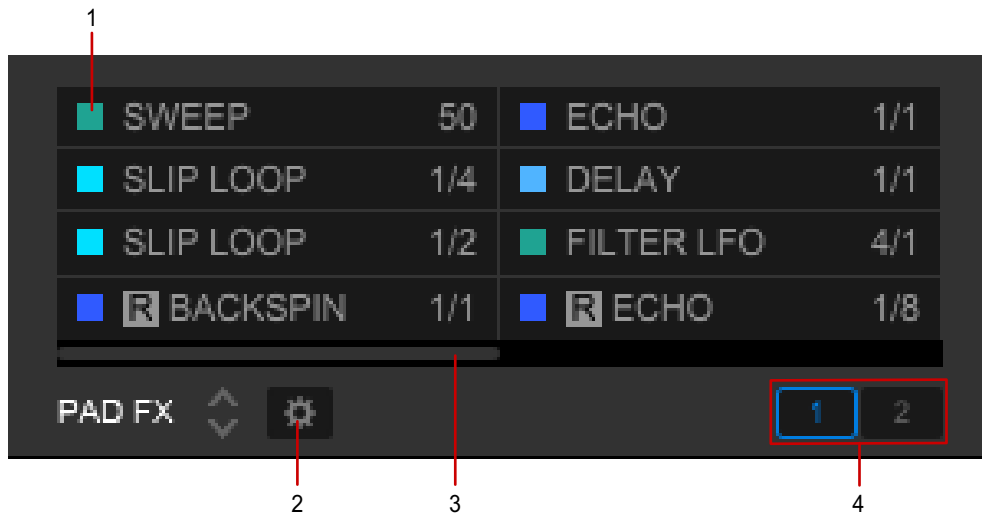 1
SWEEP 50 ECHO 1/1
SLIP LOOP 1/4 DELAY 1/1
SLIP LOOP 1/2 FILTER LFO 4/1
R BACKSPIN 1/1 R ECHO 1/8
PAD FX 1 2
2 3 4